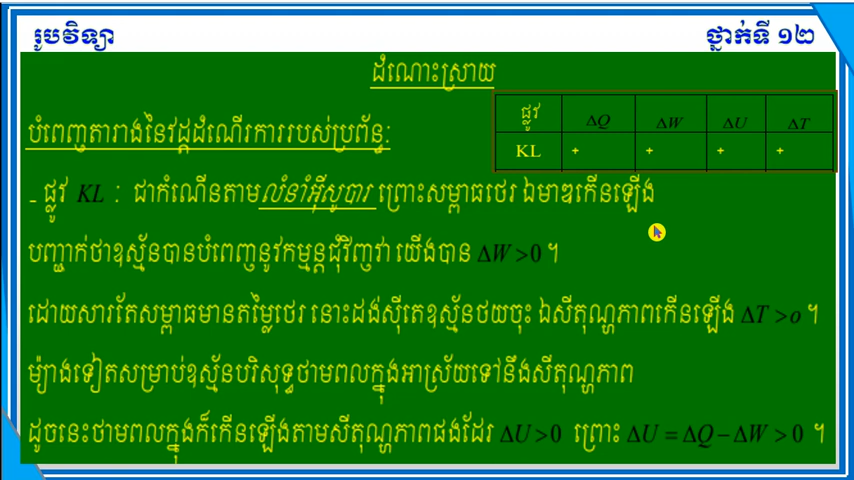 រូបវិទ្យា
ថ្នាក់ទី ១២
ដំណោះស្រាយ
បំពេញតារាងនៃវដ្តដំណើរការរបស់ប្រព័ន្ធ:
ផ្លូវ ΔQ ΔW ΔU ΔT
KL + + + +
- ផ្លូវ KL : ជាកំណើនតាមលំនាំអ៊ីសូបារ ព្រោះសម្ពាធថេរ ឯមាឌកើនឡើង
បញ្ជាក់ថាឧស្ម័នបានបំពេញនូវកម្មន្តជុំវិញវា យើងបាន ΔW >0 ។
ដោយសារតែសម្ពាធមានតម្លៃថេរ នោះដង់ស៊ីតេឧស្ម័នថយចុះ ឯសីតុណ្ហភាពកើនឡើង ΔT >o ។
ម៉្យាងទៀតសម្រាប់ឧស្ម័នបរិសុទ្ធថាមពលក្នុងអាស្រ័យទៅនឹងសីតុណ្ហភាព
ដូចនេះថាមពលក្នុងក៏កើនឡើងតាមសីតុណ្ហភាពផងដែរ ΔU >0 ព្រោះ ΔU = ΔQ − ΔW > 0 ។